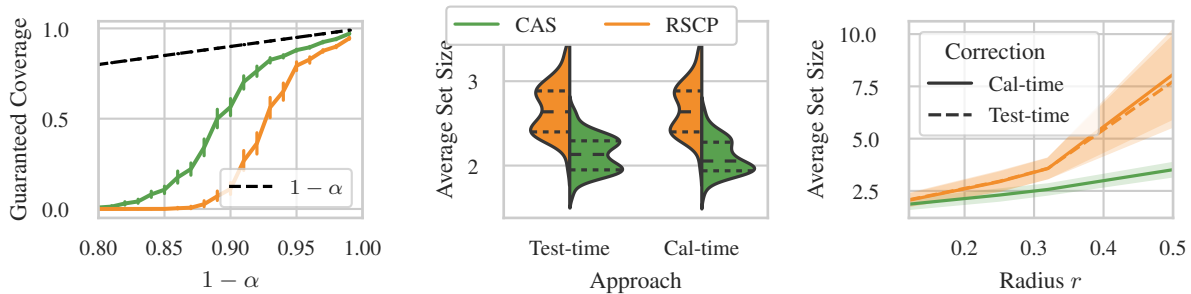 Guaranteed Coverage
1.0
0.5
0.0
0.80
0.85
0.90
0.95
1.00
1 − α
1 − α
CAS
RSCP
Average Set Size
3
2
Test-time
Cal-time
Approach
Average Set Size
10.0
7.5
5.0
2.5
Correction
Cal-time
Test-time
0.2
0.3
0.4
0.5
Radius r